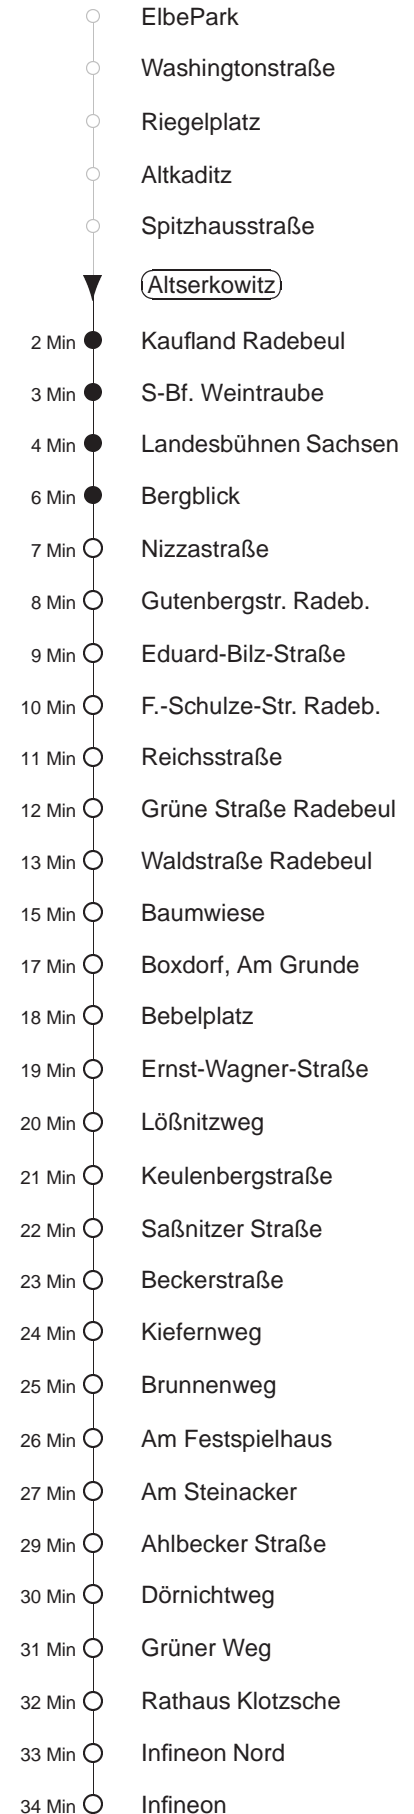 ElbePark
Washingtonstraße
Riegelplatz
Altkaditz
Spitzhausstraße
Altserkowitz
2 Min Kaufland Radebeul
3 Min S-Bf. Weintraube
4 Min Landesbühnen Sachsen
6 Min Bergblick
7 Min Nizzastraße
8 Min Gutenbergstr. Radeb.
9 Min Eduard-Bilz-Straße
10 Min F.-Schulze-Str. Radeb.
11 Min Reichsstraße
12 Min Grüne Straße Radebeul
13 Min Waldstraße Radebeul
15 Min Baumwiese
17 Min Boxdorf, Am Grunde
18 Min Bebelplatz
19 Min Ernst-Wagner-Straße
20 Min Lößnitzweg
21 Min Keulenbergstraße
22 Min Saßnitzer Straße
23 Min Beckerstraße
24 Min Kiefernweg
25 Min Brunnenweg
26 Min Am Festspielhaus
27 Min Am Steinacker
29 Min Ahlbecker Straße
30 Min Dörnichtweg
31 Min Grüner Weg
32 Min Rathaus Klotzsche
33 Min Infineon Nord
34 Min Infineon